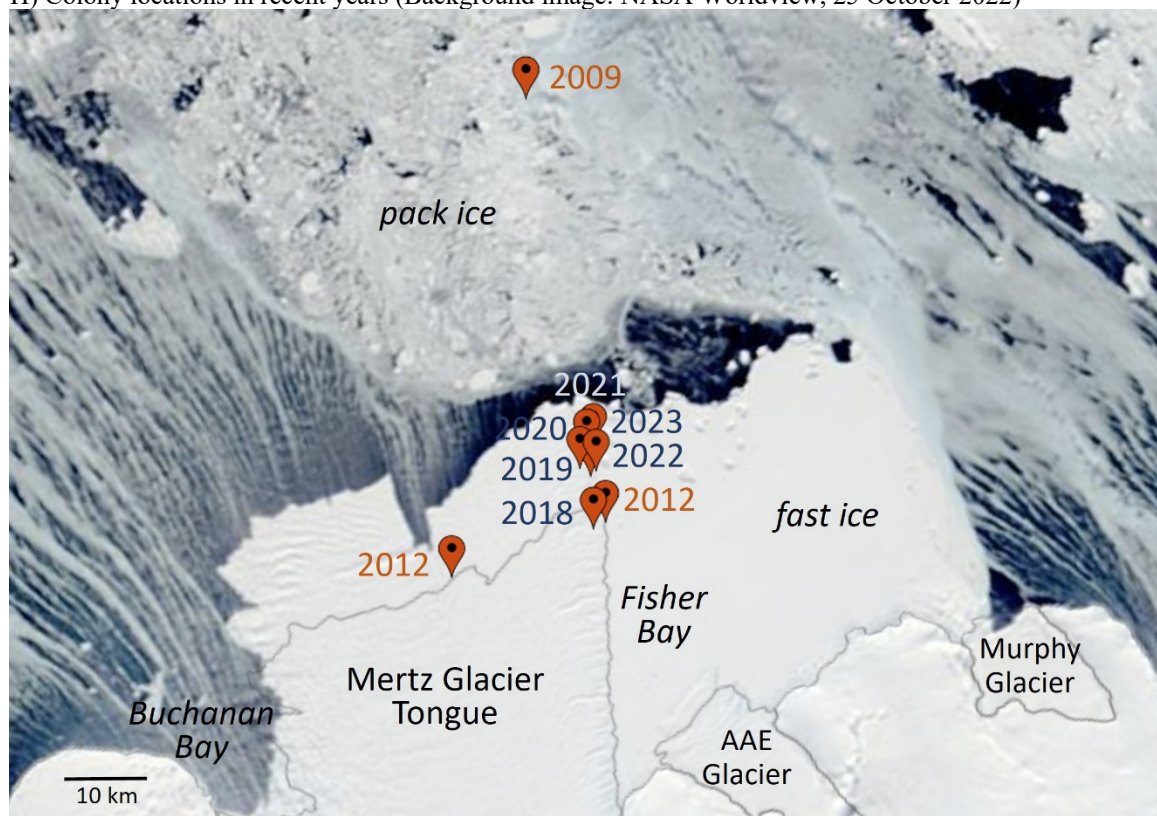 H) Colony locations in recent years (Background image: NASA Worldview, 25 October 2022)
2009
pack ice
2021
2020
2023
2019
2022
2018
2012
fast ice
2012
Fisher
Bay
Murphy
Glacier
Mertz Glacier
Tongue
Buchanan
Bay
AAE
Glacier
10 km